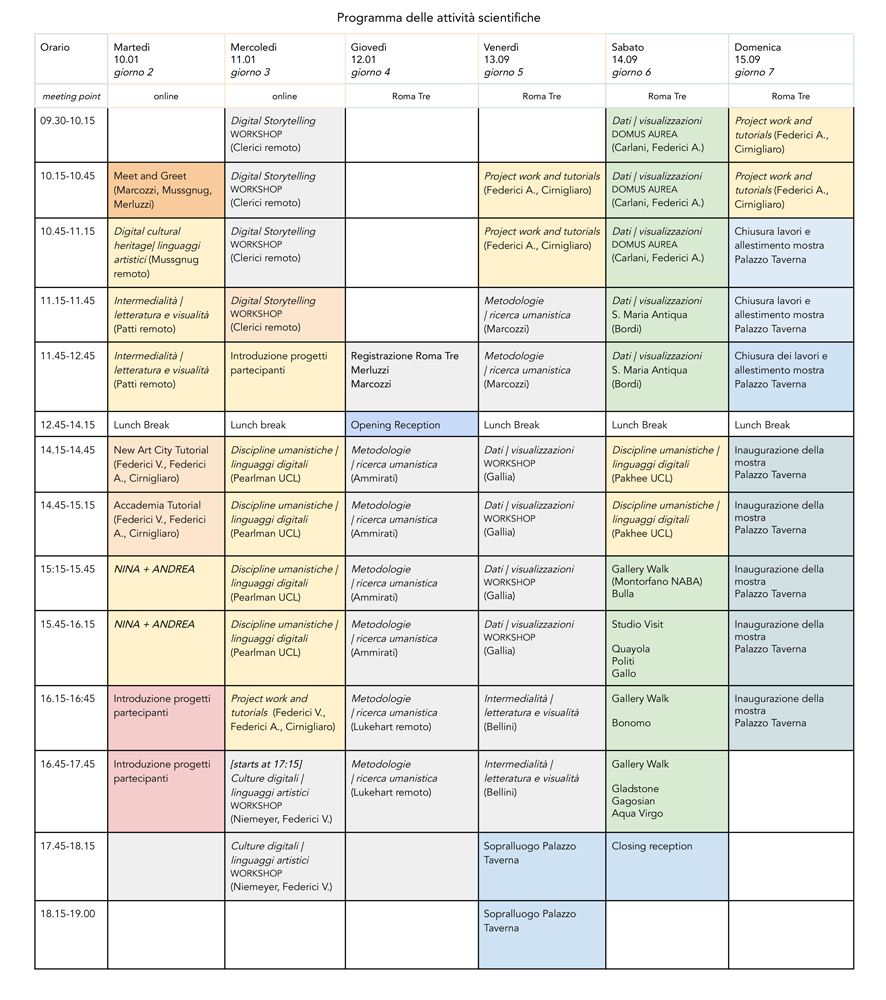 Programma delle attività scientifiche
Orario
Martedì
10.01
giorno 2
Mercoledì
11.01
giorno 3
Giovedì
12.01
giorno 4
Venerdì
13.09
giorno 5
Sabato
14.09
giorno 6
Domenica
15.09
giorno 7
meeting point
online
online
Roma Tre
Roma Tre
Roma Tre
Roma Tre
09.30-10.15
Digital Storytelling
WORKSHOP
(Clerici remoto)
Dati | visualizzazioni
DOMUS AUREA
(Carlani, Federici A.)
Project work and
tutorials (Federici A.,
Cirnigliaro)
10.15-10.45
Meet and Greet
(Marcozzi, Mussgnug,
Merluzzi)
Digital Storytelling
WORKSHOP
(Clerici remoto)
Project work and tutorials
(Federici A., Cirnigliaro)
Dati | visualizzazioni
DOMUS AUREA
(Carlani, Federici A.)
Project work and
tutorials (Federici A.,
Cirnigliaro)
10.45-11.15
Digital cultural
heritage| linguaggi
artistici (Mussgnug
remoto)
Digital Storytelling
WORKSHOP
(Clerici remoto)
Project work and tutorials
(Federici A., Cirnigliaro)
Dati | visualizzazioni
DOMUS AUREA
(Carlani, Federici A.)
Chiusura lavori e
allestimento mostra
Palazzo Taverna
11.15-11.45
Intermedialità |
letteratura e visualità
(Patti remoto)
Digital Storytelling
WORKSHOP
(Clerici remoto)
Metodologie
| ricerca umanistica
(Marcozzi)
Dati | visualizzazioni
S. Maria Antiqua
(Bordi)
Chiusura lavori e
allestimento mostra
Palazzo Taverna
11.45-12.45
Intermedialità |
letteratura e visualità
(Patti remoto)
Introduzione progetti
partecipanti
Registrazione Roma Tre
Merluzzi
Marcozzi
Metodologie
| ricerca umanistica
(Marcozzi)
Dati | visualizzazioni
S. Maria Antiqua
(Bordi)
Chiusura dei lavori e
allestimento mostra
Palazzo Taverna
12.45-14.15
Lunch Break
Lunch break
Opening Reception
Lunch Break
Lunch Break
Lunch Break
14.15-14.45
New Art City Tutorial
(Federici V., Federici
A., Cirnigliaro)
Discipline umanistiche |
linguaggi digitali
(Pearlman UCL)
Metodologie
| ricerca umanistica
(Ammirati)
Dati | visualizzazioni
WORKSHOP
(Gallia)
Discipline umanistiche |
linguaggi digitali
(Pakhee UCL)
Inaugurazione della
mostra
Palazzo Taverna
14.45-15.15
Accademia Tutorial
(Federici V., Federici
A., Cirnigliaro)
Discipline umanistiche |
linguaggi digitali
(Pearlman UCL)
Metodologie
| ricerca umanistica
(Ammirati)
Dati | visualizzazioni
WORKSHOP
(Gallia)
Discipline umanistiche |
linguaggi digitali
(Pakhee UCL)
Inaugurazione della
mostra
Palazzo Taverna
15:15-15.45
NINA + ANDREA
Discipline umanistiche |
linguaggi digitali
(Pearlman UCL)
Metodologie
| ricerca umanistica
(Ammirati)
Dati | visualizzazioni
WORKSHOP
(Gallia)
Gallery Walk
(Montorfano NABA)
Bulla
Inaugurazione della
mostra
Palazzo Taverna
15.45-16.15
NINA + ANDREA
Discipline umanistiche |
linguaggi digitali
(Pearlman UCL)
Metodologie
| ricerca umanistica
(Ammirati)
Dati | visualizzazioni
WORKSHOP
(Gallia)
Studio Visit
Quayola
Politi
Gallo
Inaugurazione della
mostra
Palazzo Taverna
16.15-16:45
Introduzione progetti
partecipanti
Project work and
tutorials (Federici V.,
Federici A., Cirnigliaro)
Metodologie
| ricerca umanistica
(Lukehart remoto)
Intermedialità |
letteratura e visualità
(Bellini)
Gallery Walk
Bonomo
Inaugurazione della
mostra
Palazzo Taverna
16.45-17.45
Introduzione progetti
partecipanti
[starts at 17:15]
Culture digitali |
linguaggi artistici
WORKSHOP
(Niemeyer, Federici V.)
Metodologie
| ricerca umanistica
(Lukehart remoto)
Intermedialità |
letteratura e visualità
(Bellini)
Gallery Walk
Gladstone
Gagosian
Aqua Virgo
17.45-18.15
Culture digitali |
linguaggi artistici
WORKSHOP
(Niemeyer, Federici V.)
Sopralluogo Palazzo
Taverna
Closing reception
18.15-19.00
Sopralluogo Palazzo
Taverna